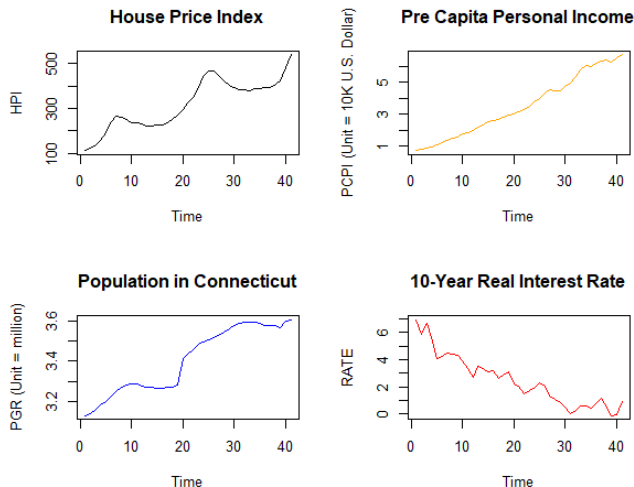 House Price Index
HPI
100 300 500
0 10 20 30 40
Time
Pre Capita Personal Income
PCPI (Unit = 10K U.S. Dollar)
1 3 5
0 10 20 30 40
Time
Population in Connecticut
PGR (Unit = million)
3.2 3.4 3.6
0 10 20 30 40
Time
10-Year Real Interest Rate
RATE
0 2 4 6
0 10 20 30 40
Time